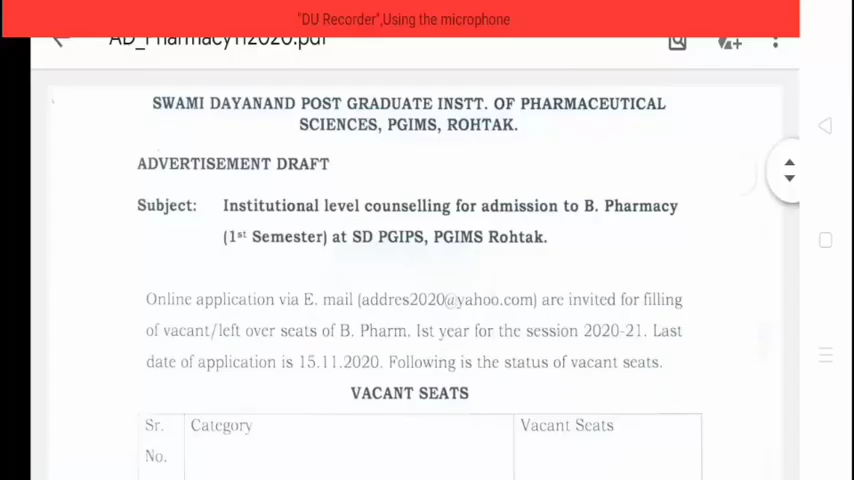 "DU Recorder",Using the microphone
AD_Pharmacy112020.pdf
SWAMI DAYANAND POST GRADUATE INSTT. OF PHARMACEUTICAL
SCIENCES, PGIMS, ROHTAK.
ADVERTISEMENT DRAFT
Subject: Institutional level counselling for admission to B. Pharmacy
(1st Semester) at SD PGIPS, PGIMS Rohtak.
Online application via E. mail (addres2020@yahoo.com) are invited for filling
of vacant/left over seats of B. Pharm. Ist year for the session 2020-21. Last
date of application is 15.11.2020. Following is the status of vacant seats.
VACANT SEATS
Sr. Category Vacant Seats
No.